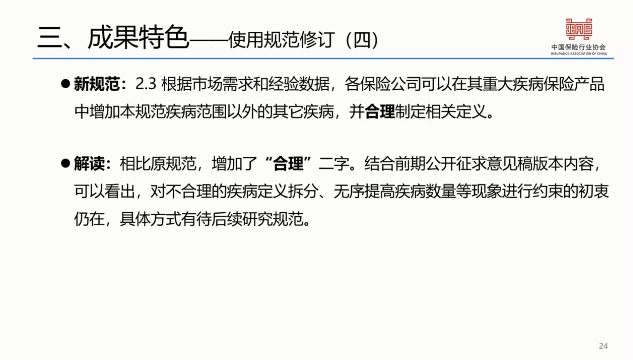 三、成果特色——使用规范修订（四）
中国保险行业协会
INSURANCE ASSOCIATION OF CHINA
●新规范：2.3 根据市场需求和经验数据，各保险公司可以在其重大疾病保险产品
中增加本规范疾病范围以外的其它疾病，并合理制定相关定义。
●解读：相比原规范，增加了“合理”二字。结合前期公开征求意见稿版本内容，
可以看出，对不合理的疾病定义拆分、无序提高疾病数量等现象进行约束的初衷
仍在，具体方式有待后续研究规范。
24